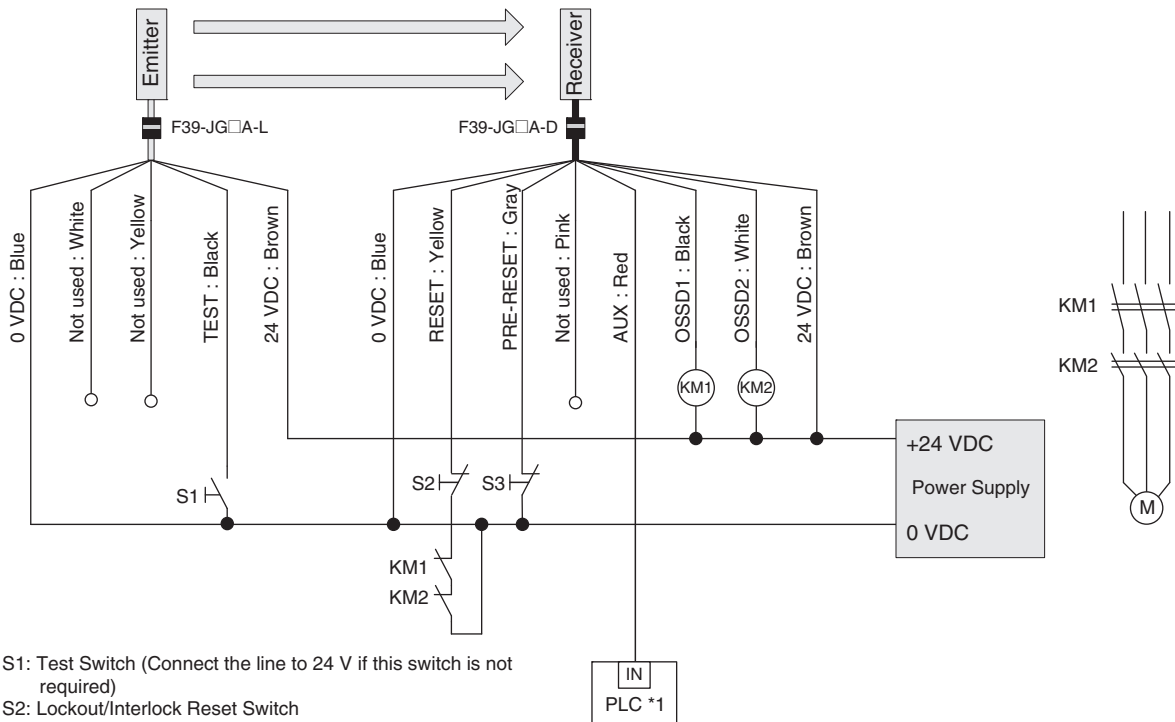 Emitter
Receiver
F39-JG□A-L
F39-JG□A-D
0 VDC : Blue
Not used : White
Not used : Yellow
TEST : Black
24 VDC : Brown
0 VDC : Blue
RESET : Yellow
PRE-RESET : Gray
Not used : Pink
AUX : Red
OSSD1 : Black
OSSD2 : White
24 VDC : Brown
KM1
KM2
KM1
KM2
M
+24 VDC
Power Supply
0 VDC
S1
S2
S3
KM1
KM2
IN
PLC *1
S1: Test Switch (Connect the line to 24 V if this switch is not
required)
S2: Lockout/Interlock Reset Switch